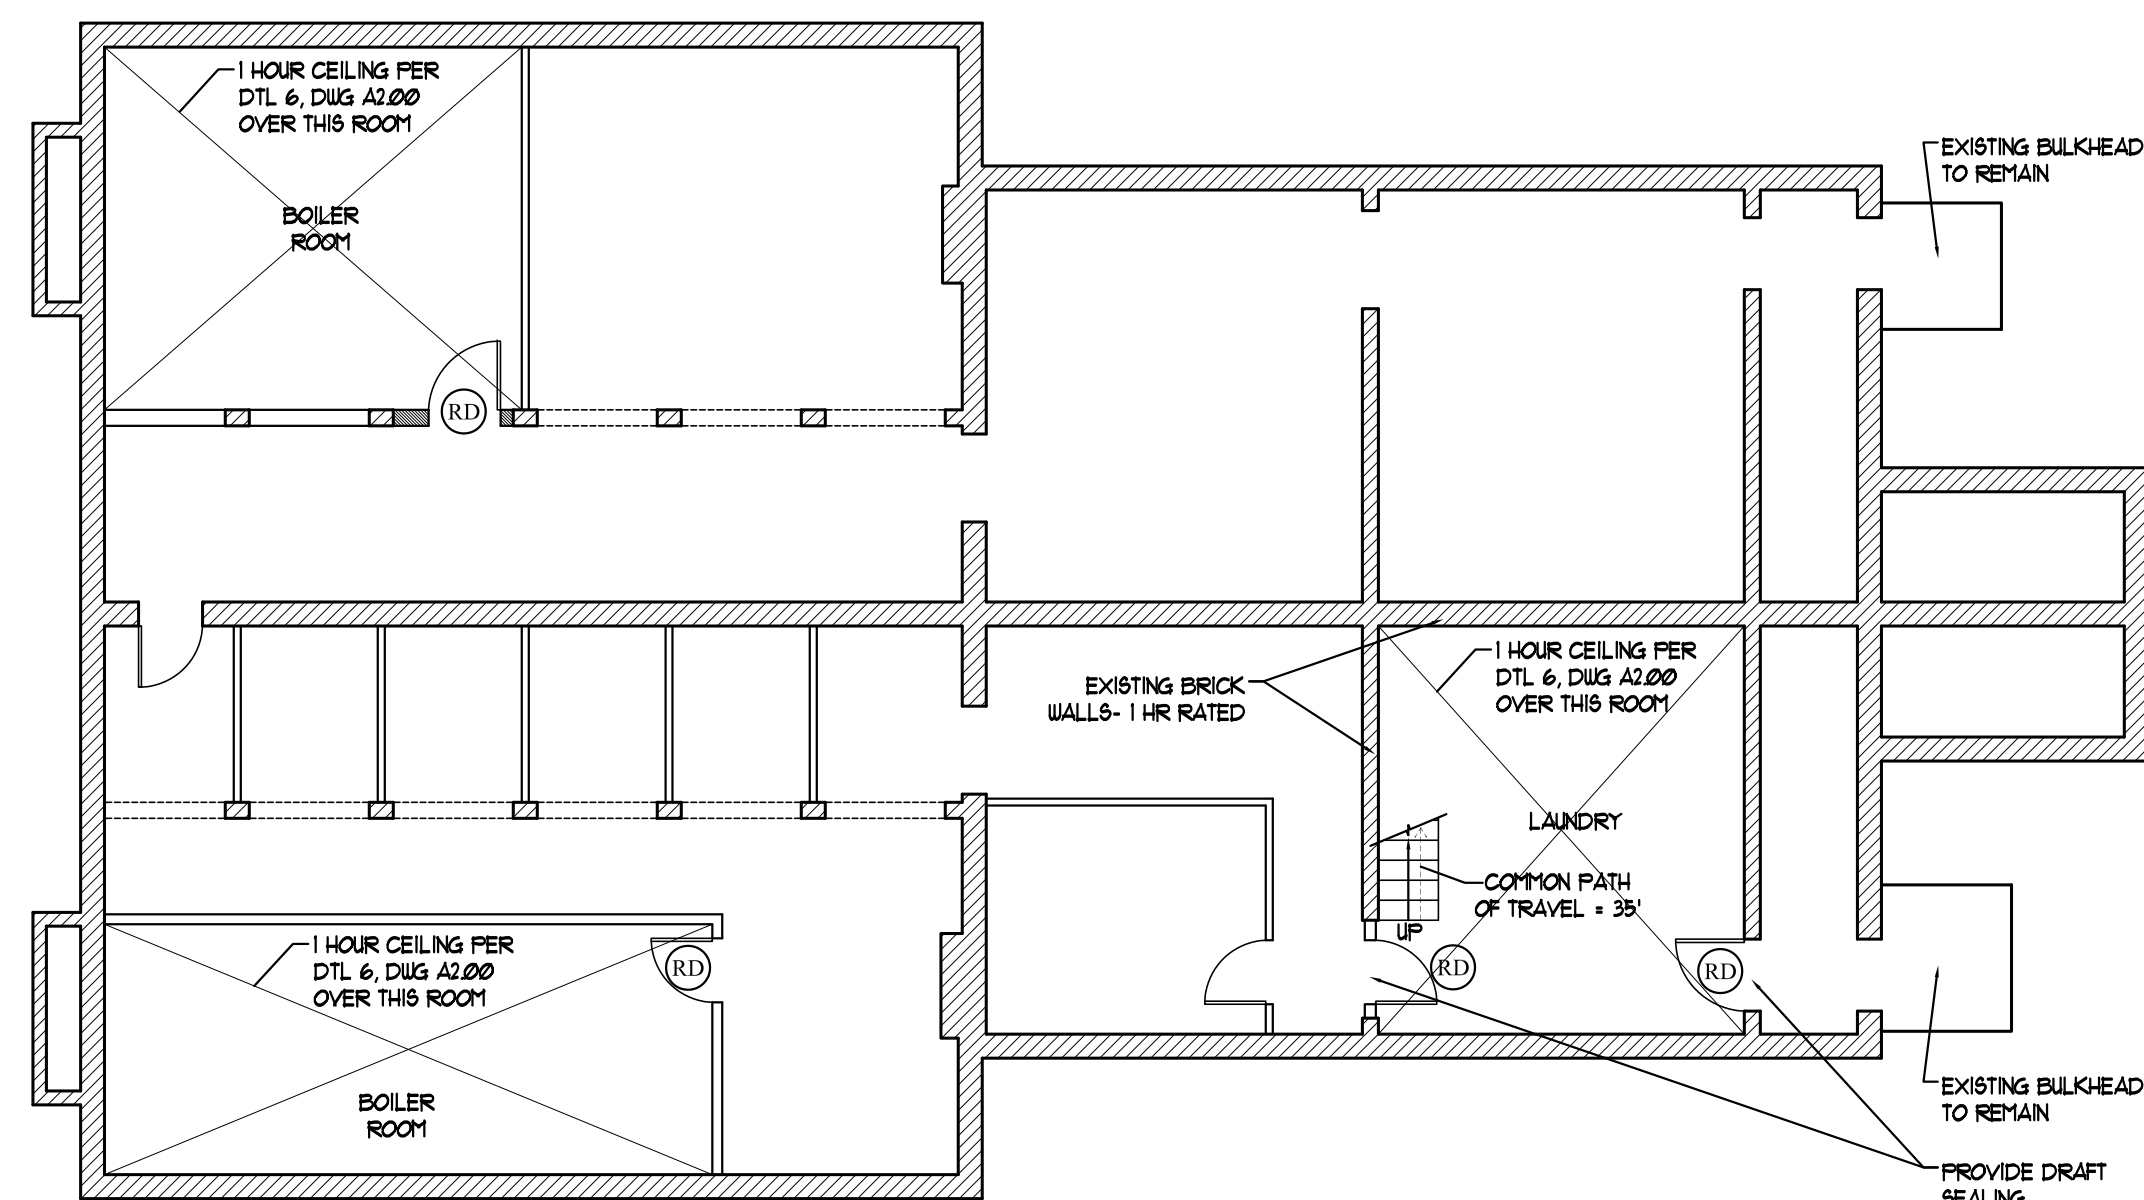 1 HOUR CEILING PER
DTL 6, DWG A2.00
OVER THIS ROOM
BOILER
ROOM
RD
EXISTING BULKHEAD
TO REMAIN
EXISTING BRICK
WALLS- 1 HR RATED
1 HOUR CEILING PER
DTL 6, DWG A2.00
OVER THIS ROOM
LAUNDRY
COMMON PATH
OF TRAVEL = 35'
UP
RD
RD
1 HOUR CEILING PER
DTL 6, DWG A2.00
OVER THIS ROOM
RD
BOILER
ROOM
EXISTING BULKHEAD
TO REMAIN
PROVIDE DRAFT
SEALING